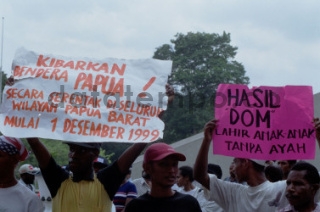 KIBARKAN
BENDERA PAPUA !
SECARA SERENTAK DI SELURUH
WILAYAH PAPUA BARAT
MULAI 1 DESEMBER 1999
HASIL
"DOM"
LAHIR ANAK-ANAK
TANPA AYAH
datatempo